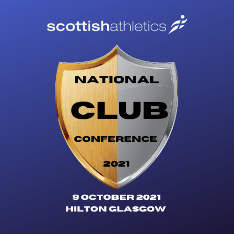 scottishathletics
NATIONAL
CLUB
CONFERENCE
2021
9 OCTOBER 2021
HILTON GLASGOW